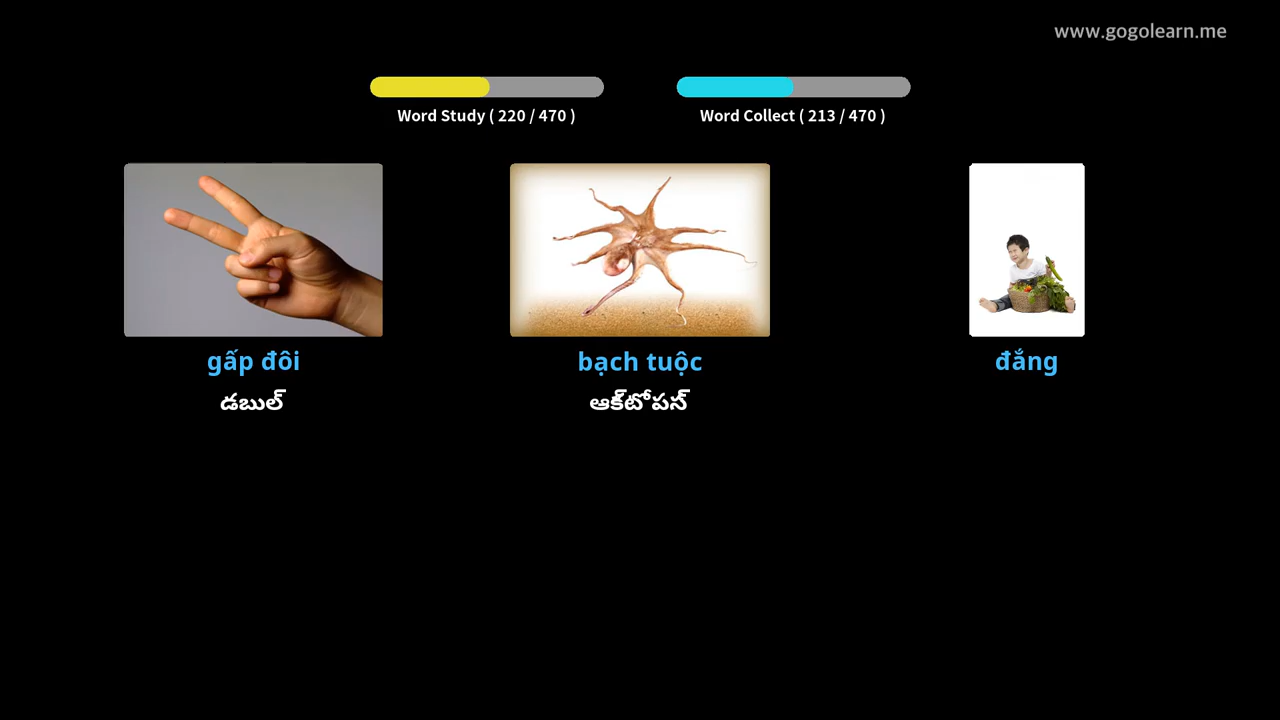 www.gogolearn.me
Word Study ( 220 / 470 )
Word Collect ( 213 / 470 )
gấp đôi
bạch tuộc
đắng
డబుల్
ఆక్‌టోపస్